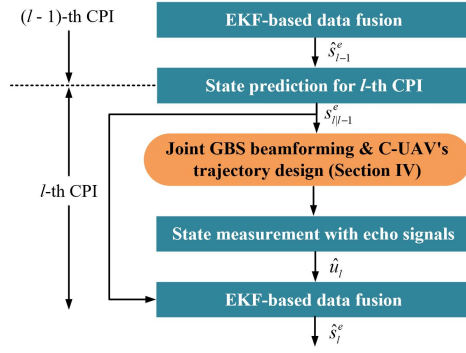 (l - 1)-th CPI
EKF-based data fusion
ŝ^e_{l-1}
State prediction for l-th CPI
s^e_{l|l-1}
Joint GBS beamforming & C-UAV's
trajectory design (Section IV)
l-th CPI
State measurement with echo signals
û_l
EKF-based data fusion
ŝ^e_l